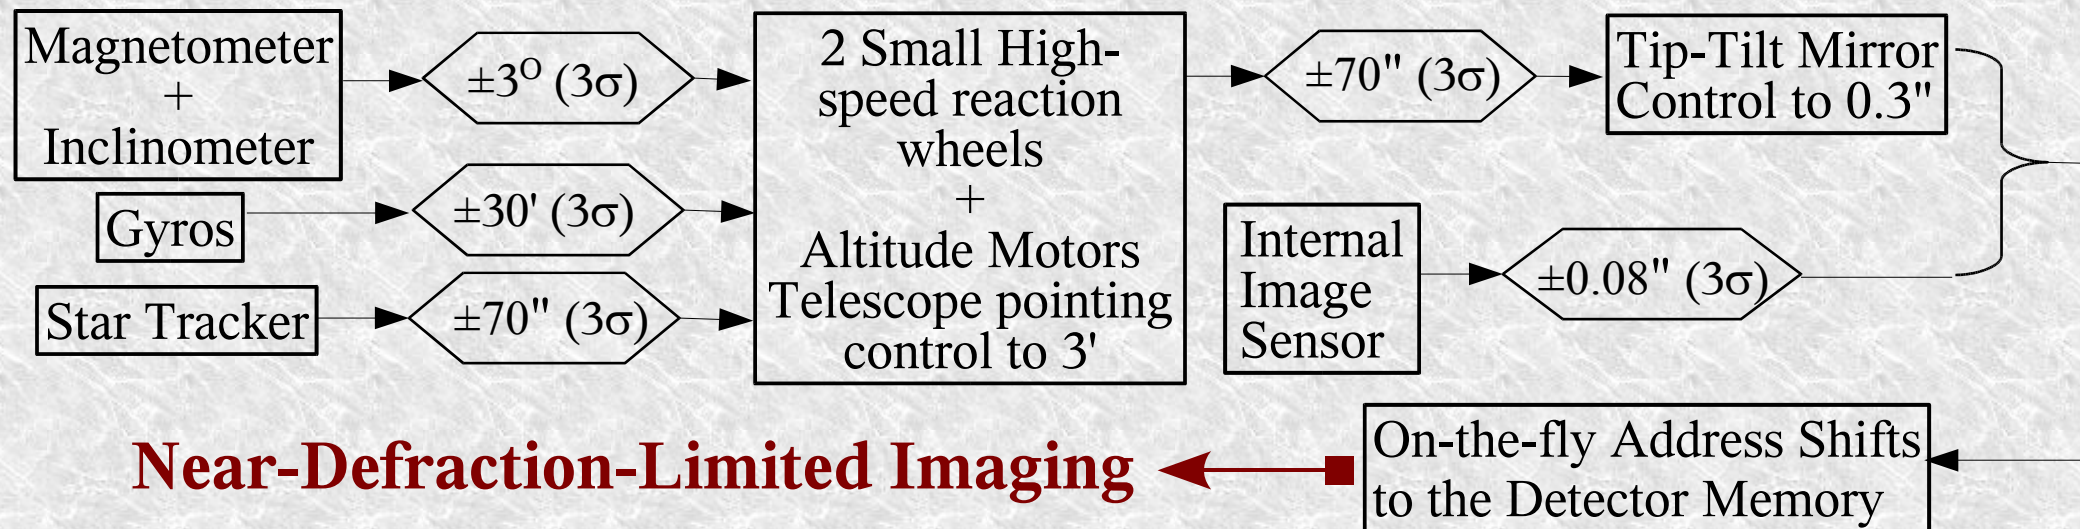 Magnetometer
+
Inclinometer
±3° (3σ)
Gyros
±30' (3σ)
Star Tracker
±70" (3σ)
2 Small High-
speed reaction
wheels
+
Altitude Motors
Telescope pointing
control to 3'
±70" (3σ)
Tip-Tilt Mirror
Control to 0.3"
Internal
Image
Sensor
±0.08" (3σ)
On-the-fly Address Shifts
to the Detector Memory
Near-Defraction-Limited Imaging